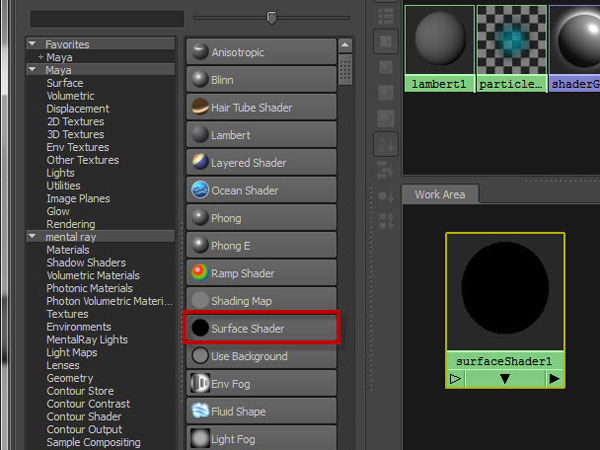 Favorites
+ Maya
Maya
Surface
Volumetric
Displacement
2D Textures
3D Textures
Env Textures
Other Textures
Lights
Utilities
Image Planes
Glow
Rendering
mental ray
Materials
Shadow Shaders
Volumetric Materials
Photonic Materials
Photon Volumetric Materi...
Textures
Environments
MentalRay Lights
Light Maps
Lenses
Geometry
Contour Store
Contour Contrast
Contour Shader
Contour Output
Sample Compositing
Anisotropic
Blinn
Hair Tube Shader
Lambert
Layered Shader
Ocean Shader
Phong
Phong E
Ramp Shader
Shading Map
Surface Shader
Use Background
Env Fog
Fluid Shape
Light Fog
lambert1
particle...
shaderG
Work Area
surfaceShader1